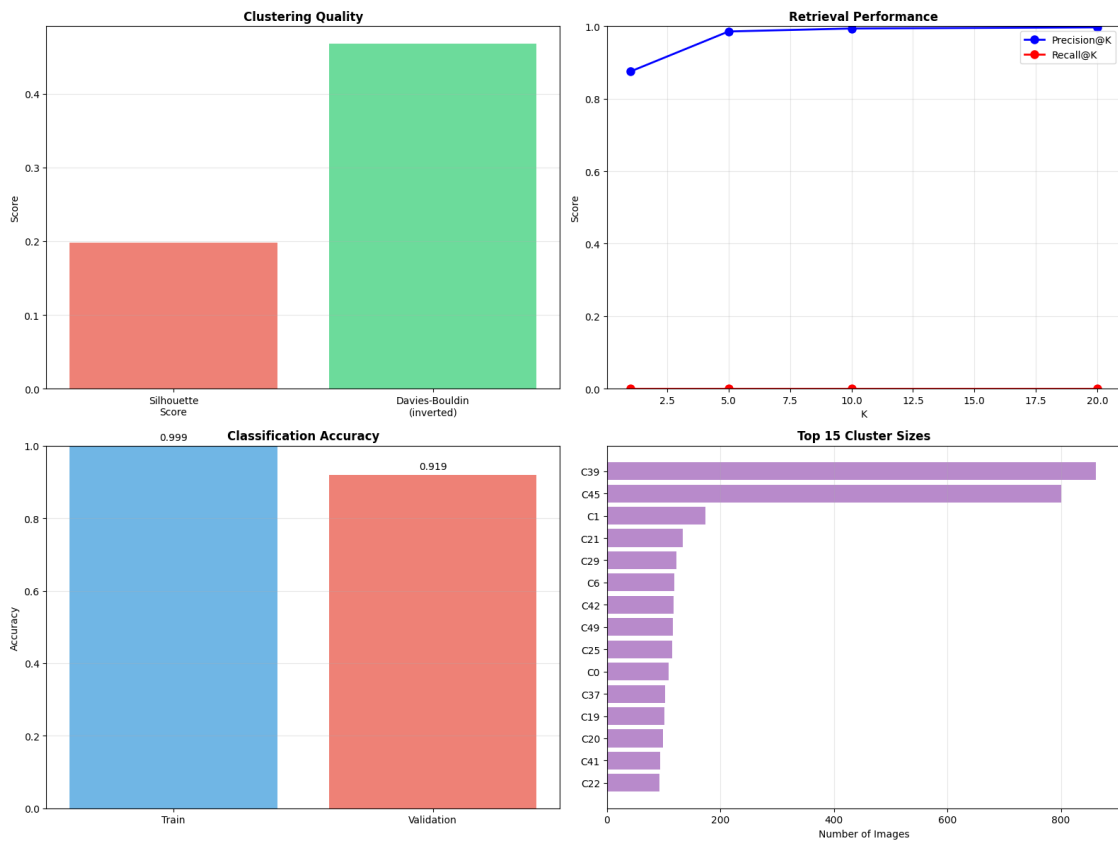 Clustering Quality
Score
0.4
0.3
0.2
0.1
0.0
Silhouette
Score
Davies-Bouldin
(inverted)
Retrieval Performance
Score
1.0
0.8
0.6
0.4
0.2
0.0
Precision@K
Recall@K
2.5
5.0
7.5
10.0
12.5
15.0
17.5
20.0
K
Classification Accuracy
Accuracy
1.0
0.8
0.6
0.4
0.2
0.0
0.999
0.919
Train
Validation
Top 15 Cluster Sizes
C39
C45
C1
C21
C29
C6
C42
C49
C25
C0
C37
C19
C20
C41
C22
0
200
400
600
800
Number of Images